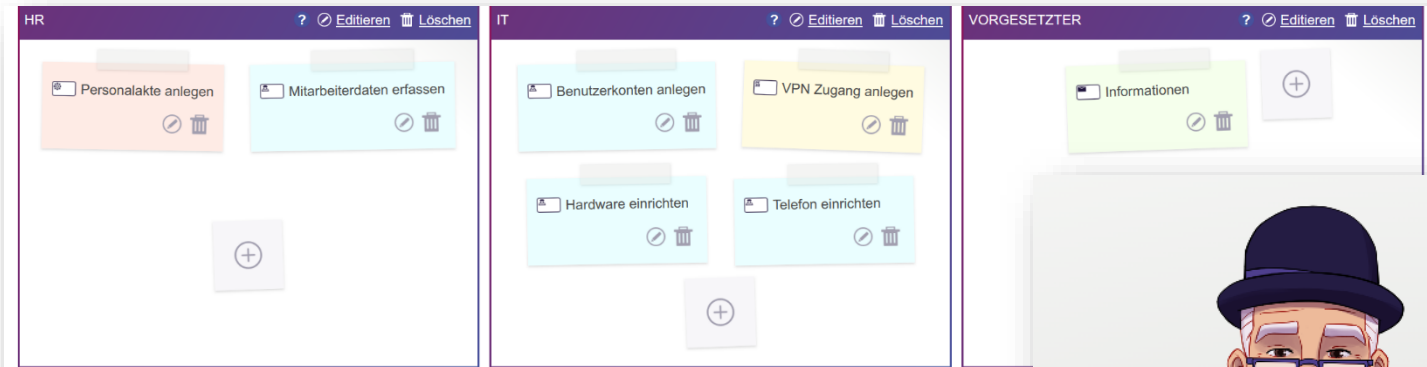 HR ? Editieren Löschen
Personalakte anlegen
Mitarbeiterdaten erfassen
IT ? Editieren Löschen
Benutzerkonten anlegen
VPN Zugang anlegen
Hardware einrichten
Telefon einrichten
VORGESETZTER ? Editieren Löschen
Informationen